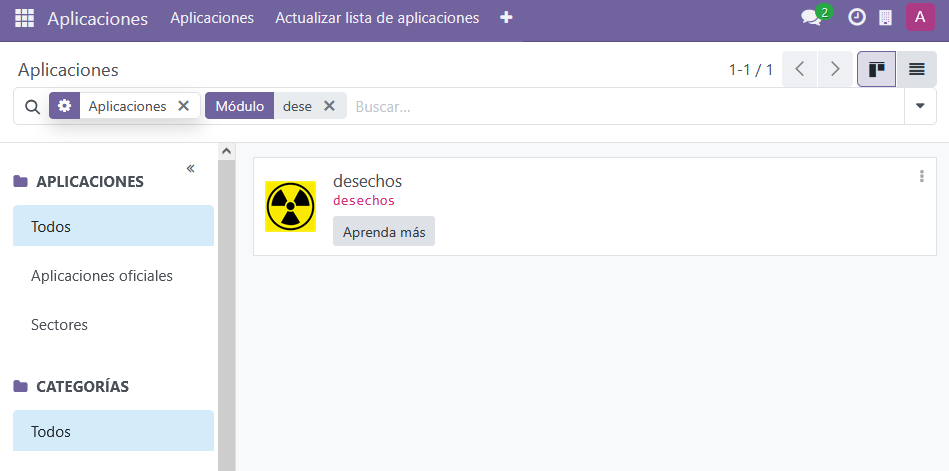 Aplicaciones Aplicaciones Actualizar lista de aplicaciones 2 A
Aplicaciones 1-1 / 1
Aplicaciones Módulo dese Buscar...
APLICACIONES
Todos
Aplicaciones oficiales
Sectores
CATEGORÍAS
Todos
desechos
desechos
Aprenda más